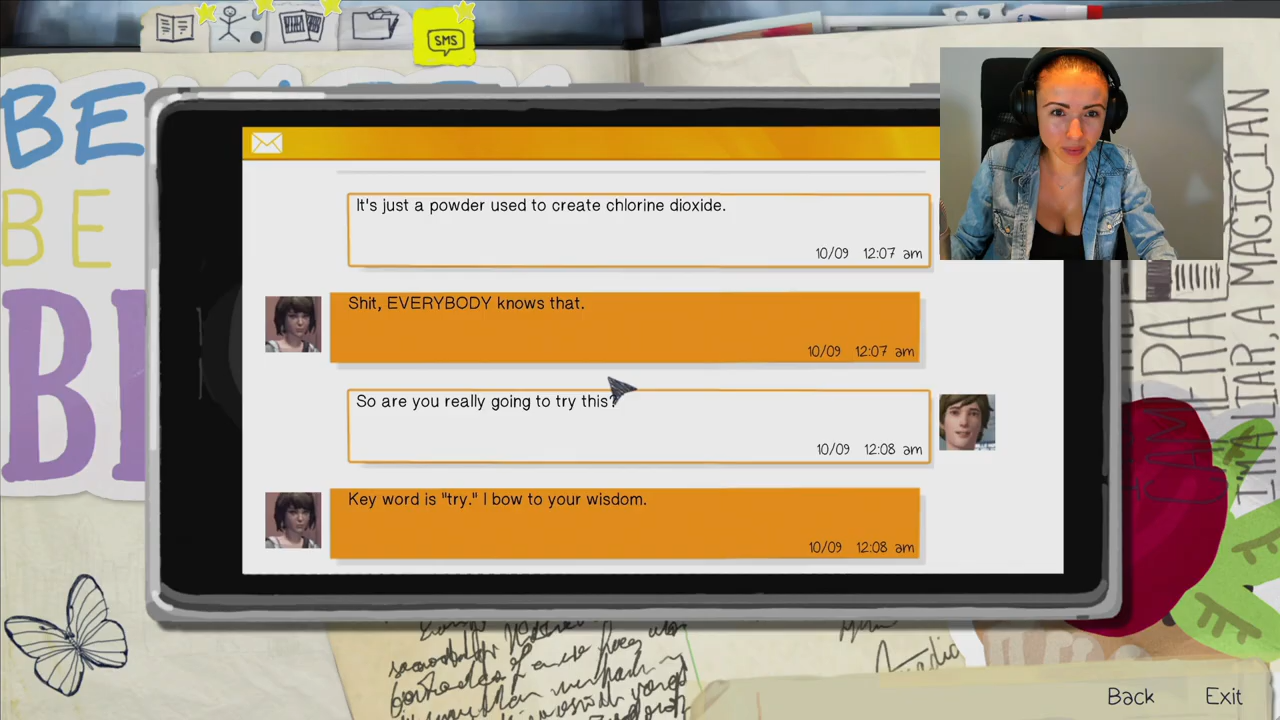 SMS
BE
BE
It's just a powder used to create chlorine dioxide.
10/09 12:07 am
Shit, EVERYBODY knows that.
10/09 12:07 am
So are you really going to try this?
10/09 12:08 am
Key word is "try." I bow to your wisdom.
10/09 12:08 am
CAMERA
I'M A LIAR, A MAGICIAN
Back
Exit